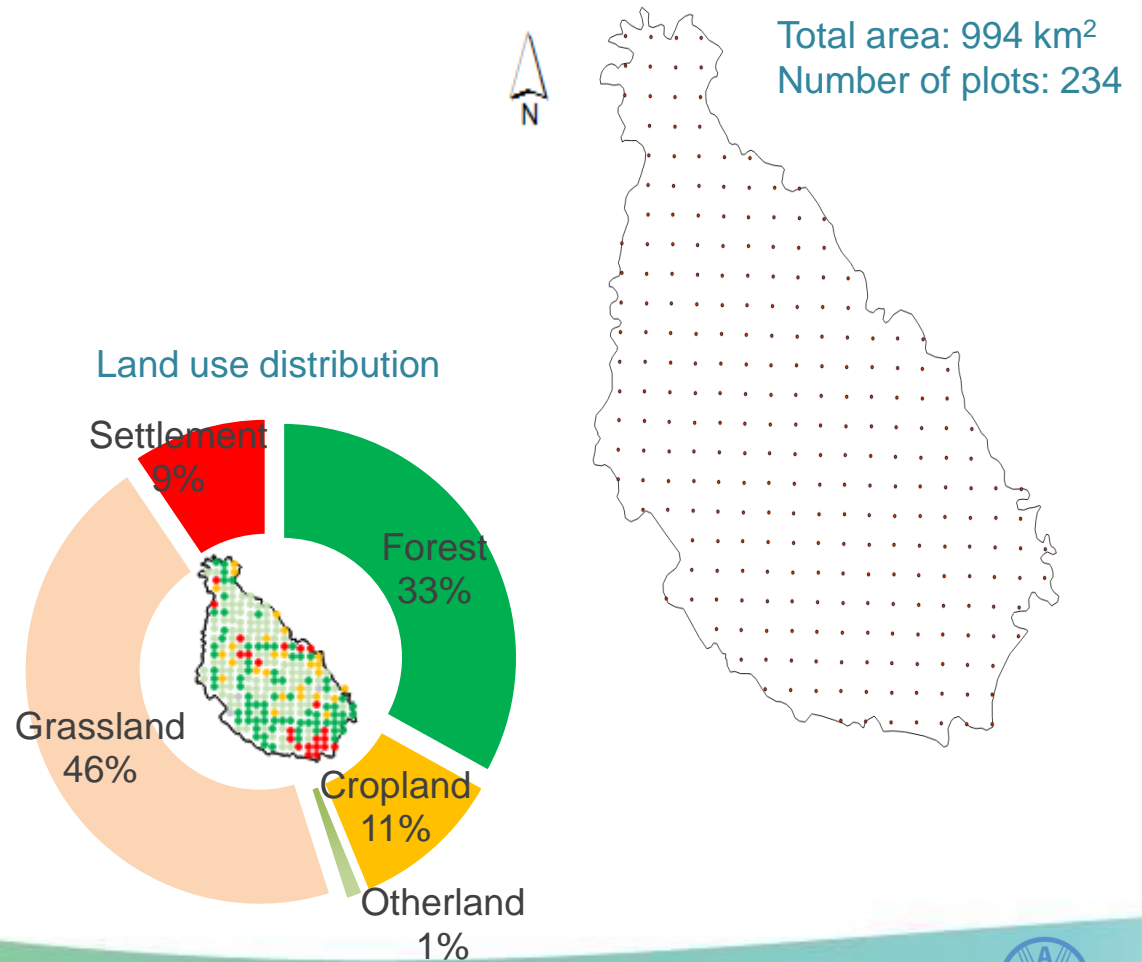 Total area: 994 km²
Number of plots: 234
N
Land use distribution
Settlement
9%
Forest
33%
Grassland
46%
Cropland
11%
Otherland
1%
A